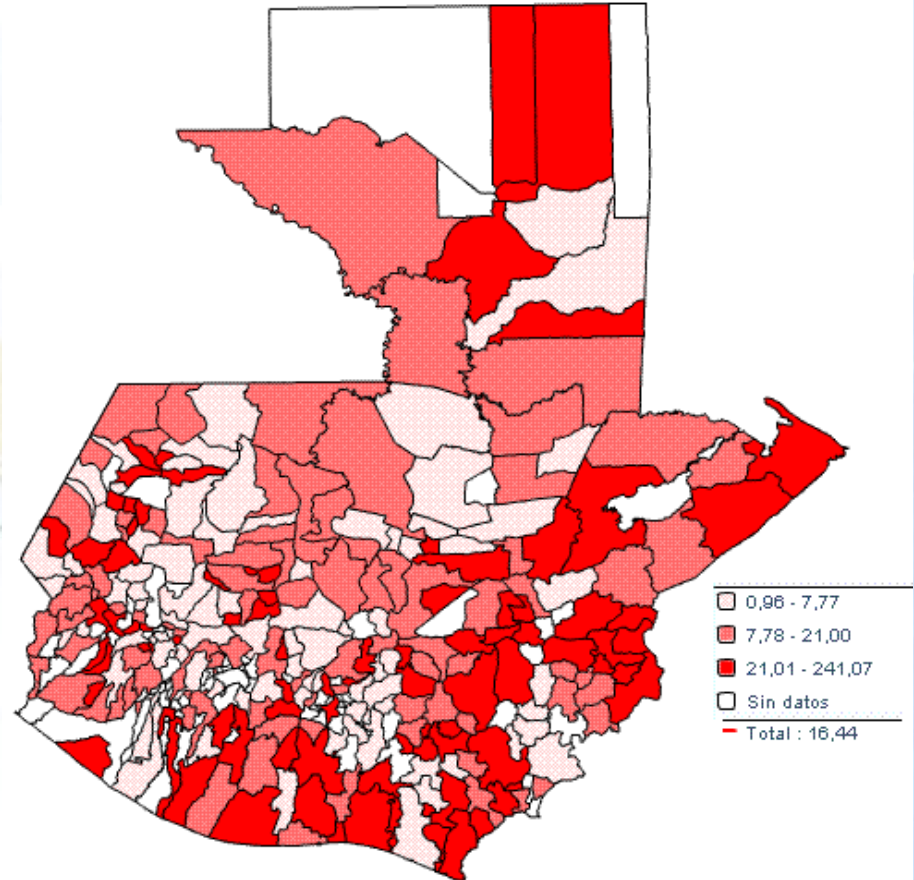 0,96 - 7,77
7,78 - 21,00
21,01 - 241,07
Sin datos
Total : 16,44